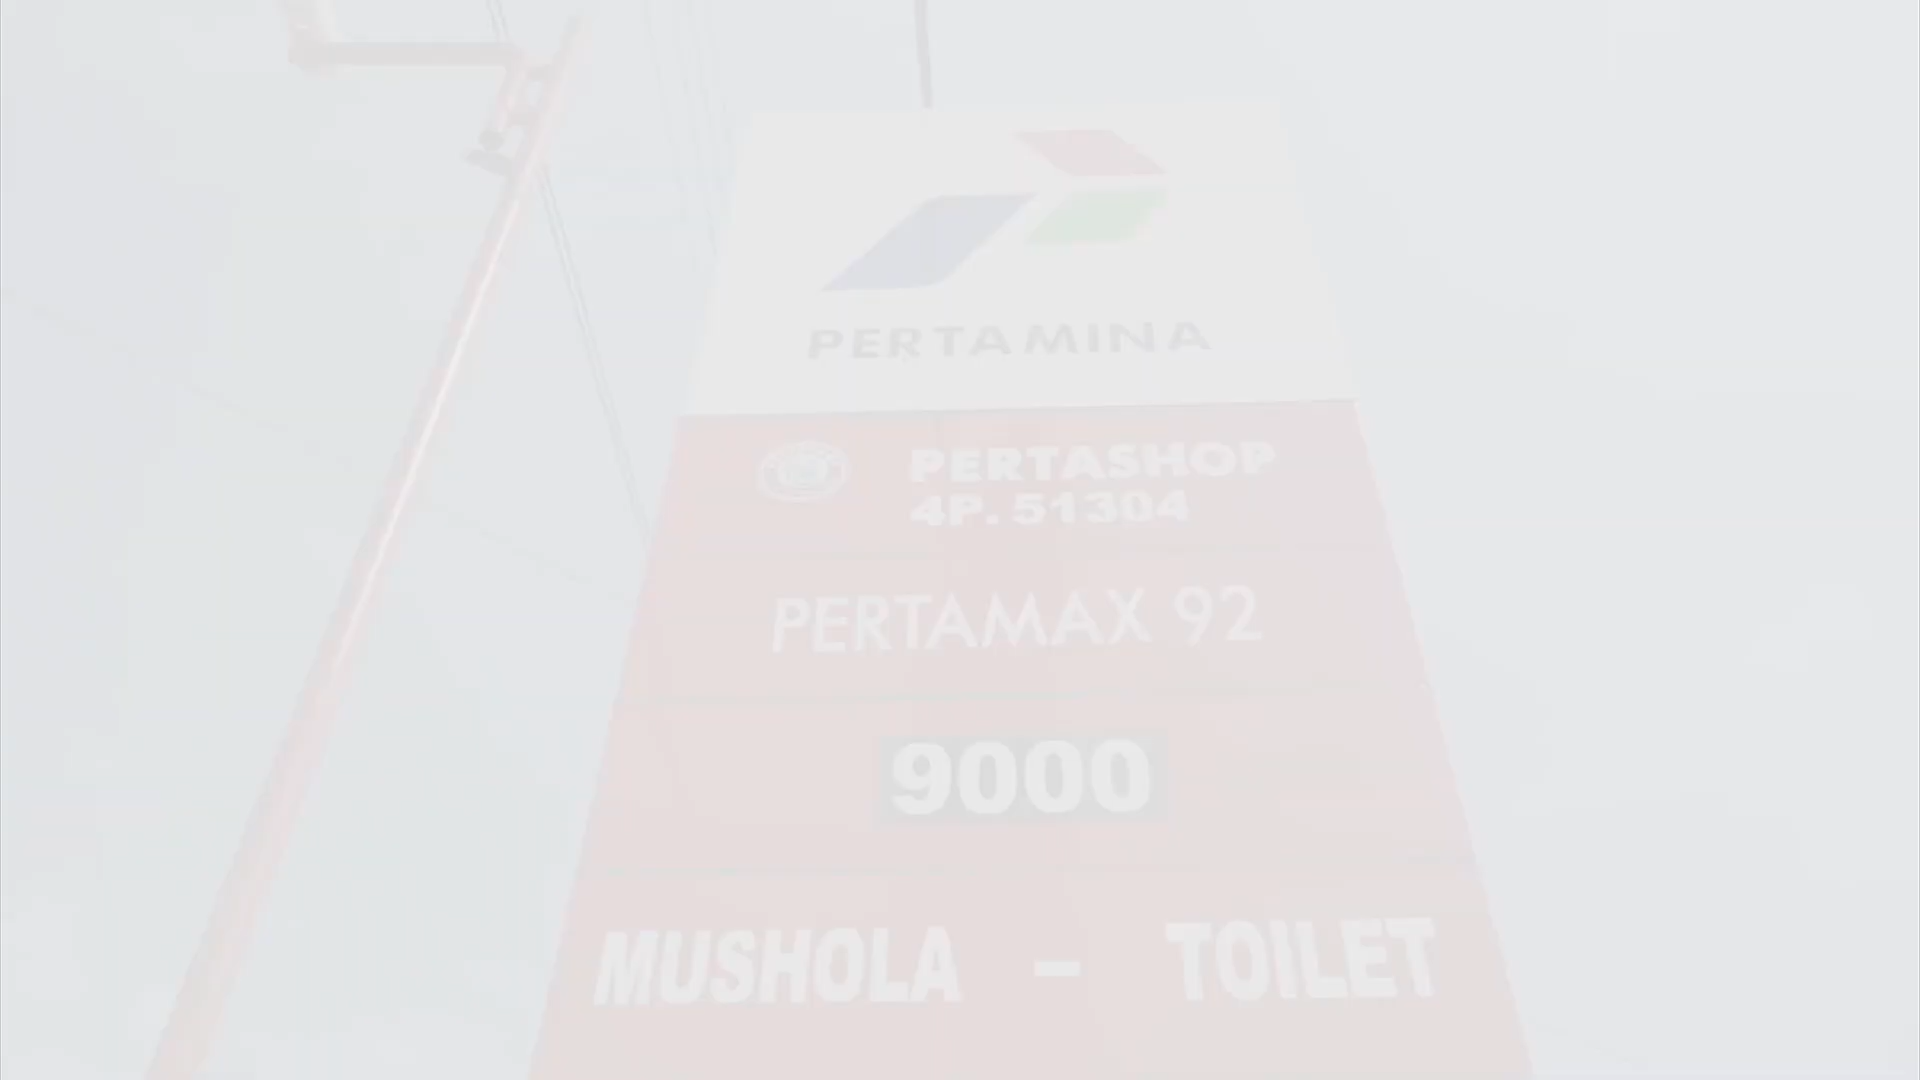 PERTAMINA
PERTASHOP
4P. 51304
PERTAMAX 92
9000
MUSHOLA – TOILET